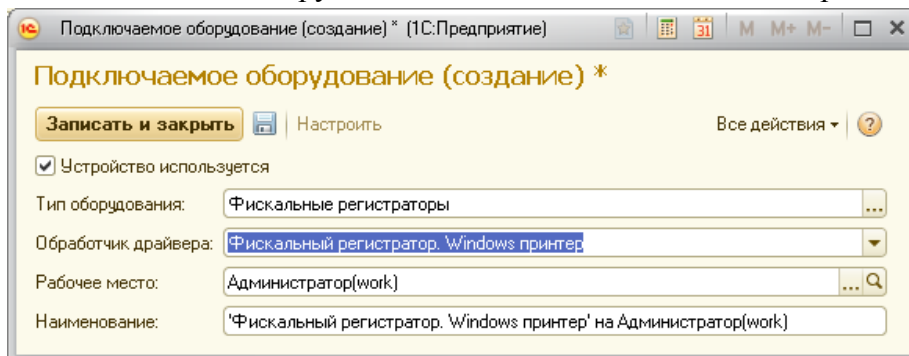 Подключаемое оборудование (создание) * (1С:Предприятие)
31 M M+ M-
Подключаемое оборудование (создание) *
Записать и закрыть Настроить Все действия ?
Устройство используется
Тип оборудования: Фискальные регистраторы ...
Обработчик драйвера: Фискальный регистратор. Windows принтер
Рабочее место: Администратор(work) ...
Наименование: 'Фискальный регистратор. Windows принтер' на Администратор(work)